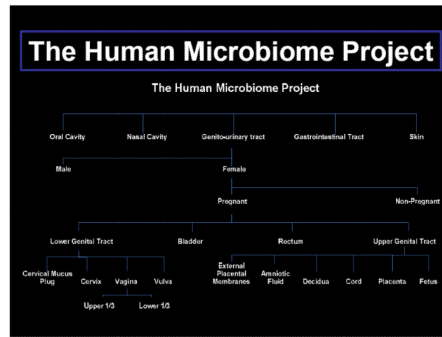 The Human Microbiome Project
The Human Microbiome Project
Oral Cavity Nasal Cavity Genito-urinary tract Gastrointestinal Tract Skin
Male Female
Pregnant Non-Pregnant
Lower Genital Tract Bladder Rectum Upper Genital Tract
Cervical Mucus Plug Cervix Vagina Vulva External Placental Membranes Amniotic Fluid Decidua Cord Placenta Fetus
Upper 1/3 Lower 1/3